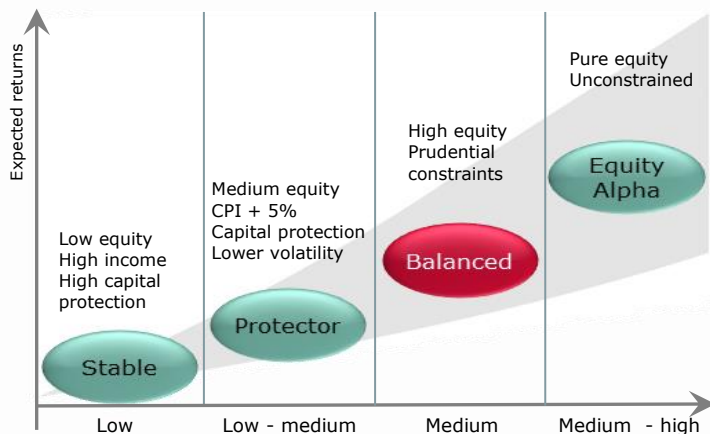 Expected returns
Low equity
High income
High capital
protection
Stable
Medium equity
CPI + 5%
Capital protection
Lower volatility
Protector
High equity
Prudential
constraints
Balanced
Pure equity
Unconstrained
Equity
Alpha
Low
Low - medium
Medium
Medium - high